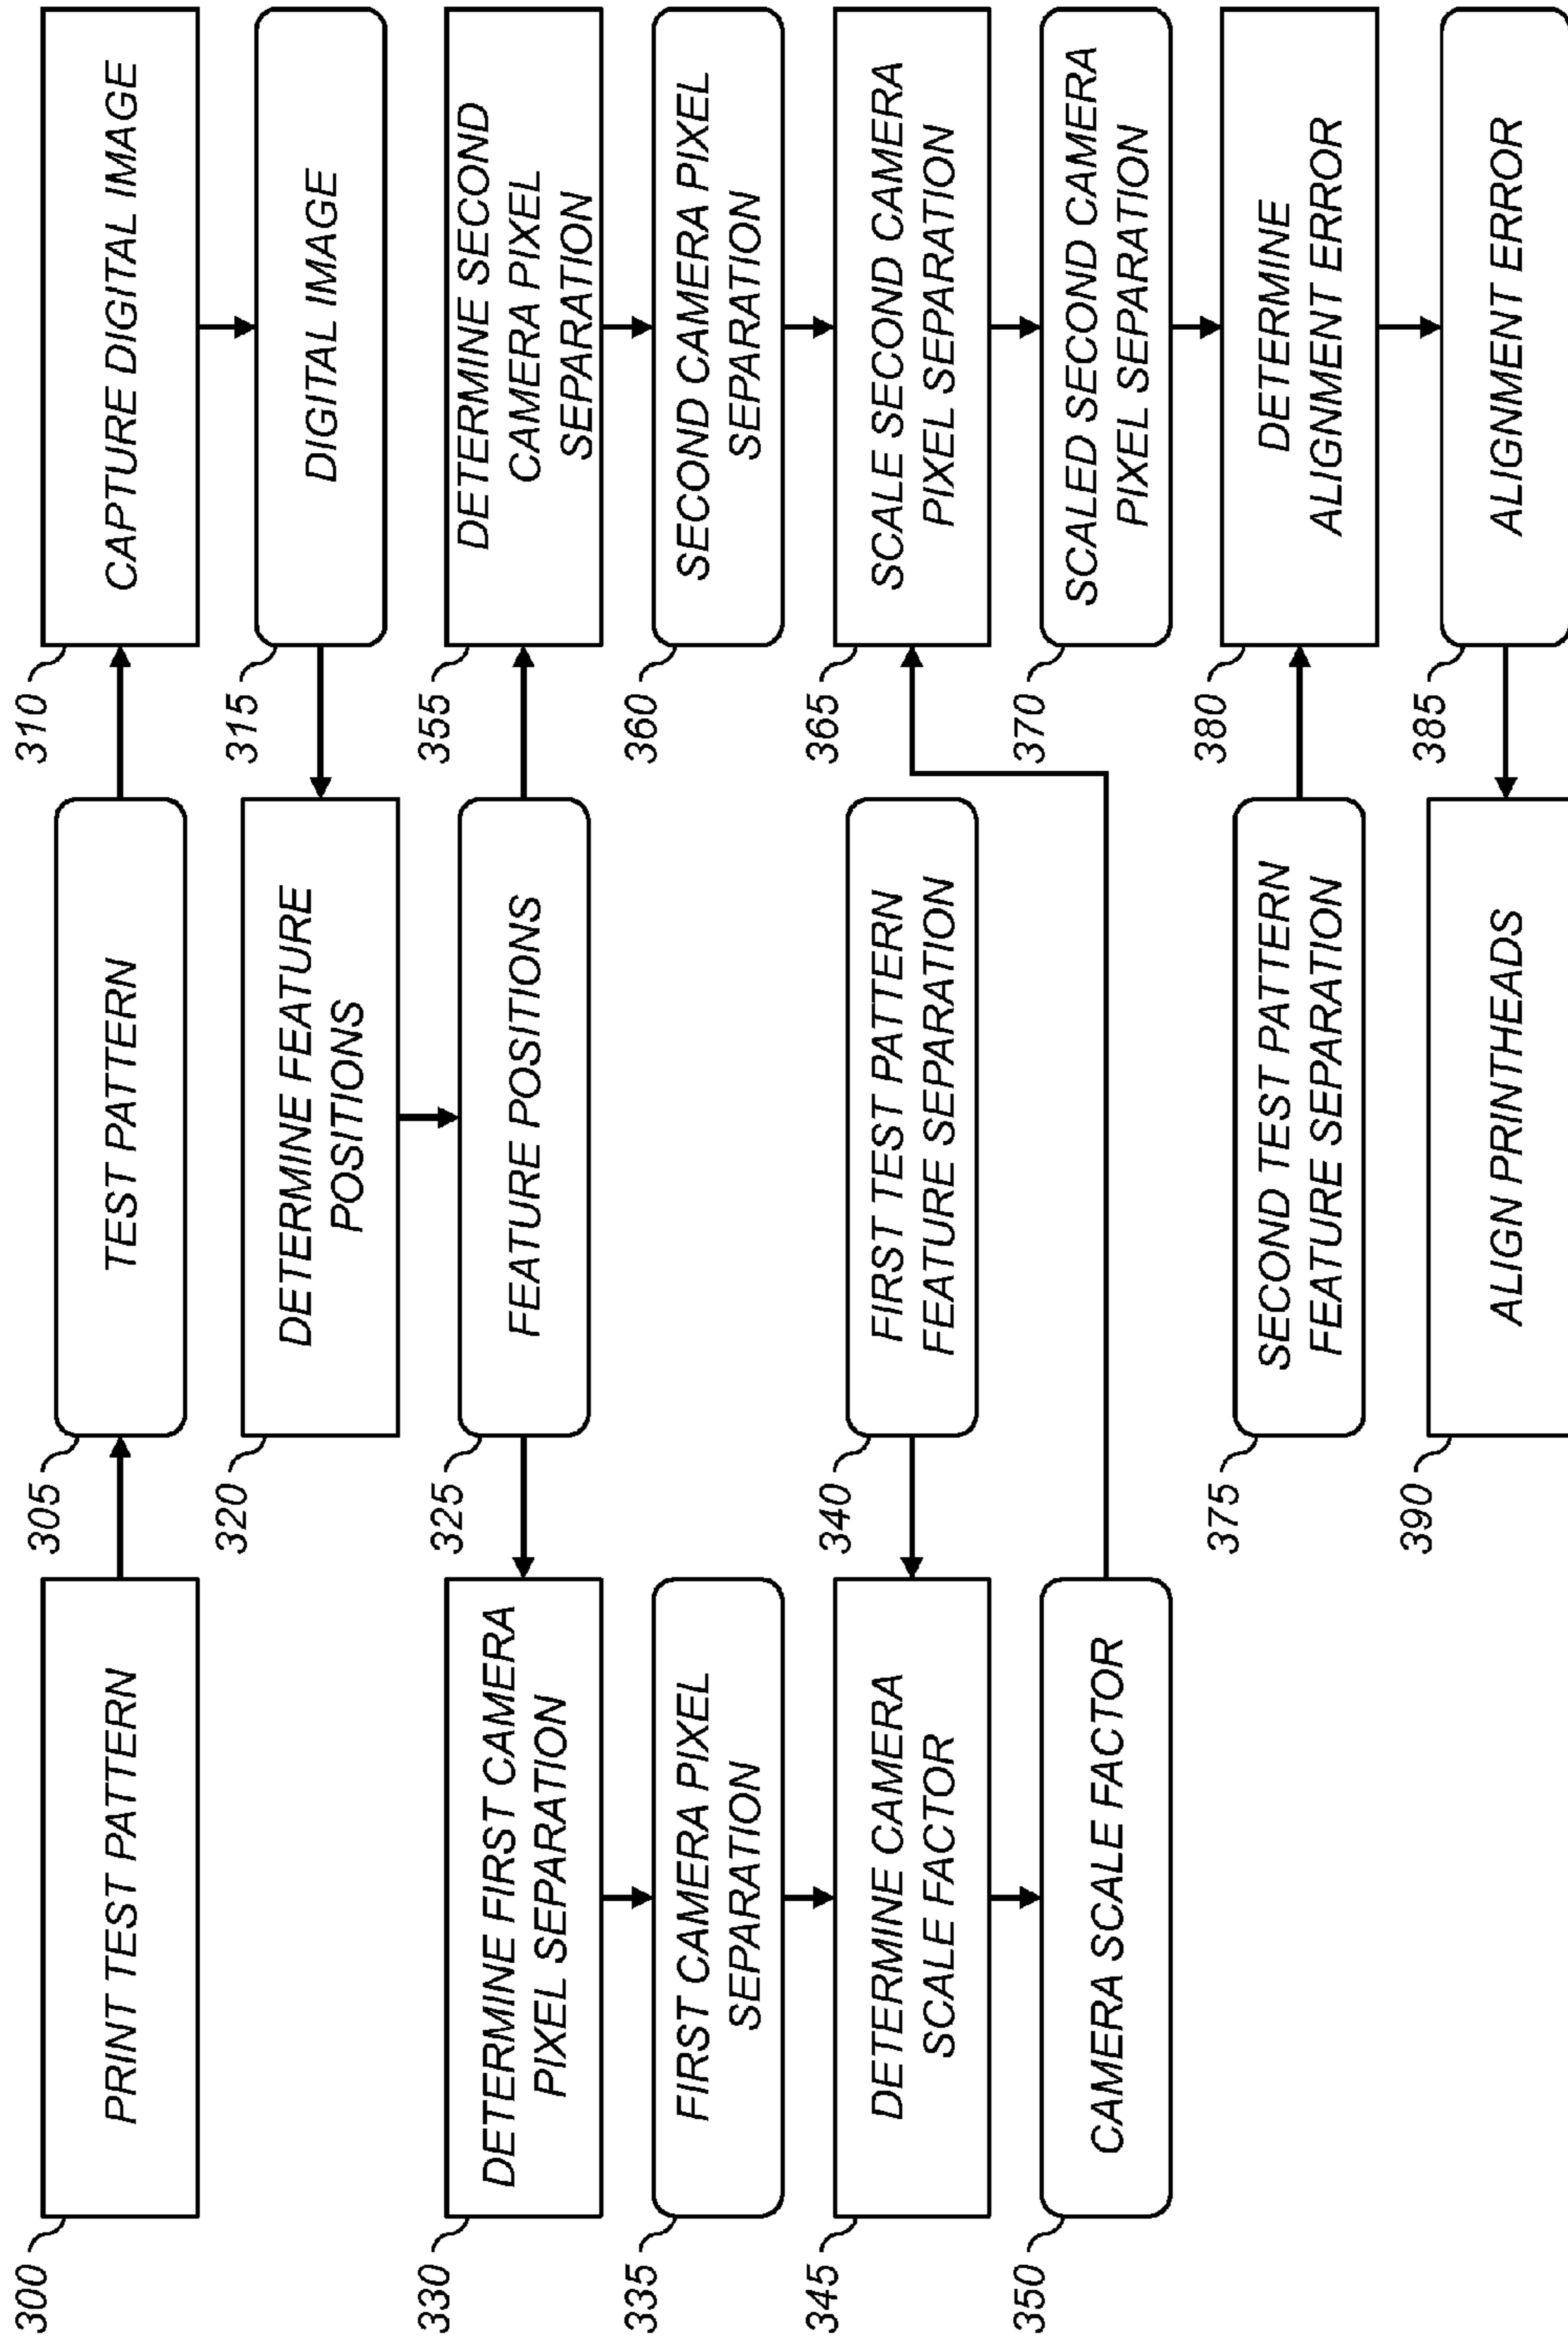 300
PRINT TEST PATTERN
305
TEST PATTERN
310
CAPTURE DIGITAL IMAGE
315
DIGITAL IMAGE
320
DETERMINE FEATURE
POSITIONS
325
FEATURE POSITIONS
330
DETERMINE FIRST CAMERA
PIXEL SEPARATION
335
FIRST CAMERA PIXEL
SEPARATION
340
FIRST TEST PATTERN
FEATURE SEPARATION
345
DETERMINE CAMERA
SCALE FACTOR
350
CAMERA SCALE FACTOR
355
DETERMINE SECOND
CAMERA PIXEL
SEPARATION
360
SECOND CAMERA PIXEL
SEPARATION
365
SCALE SECOND CAMERA
PIXEL SEPARATION
370
SCALED SECOND CAMERA
PIXEL SEPARATION
375
SECOND TEST PATTERN
FEATURE SEPARATION
380
DETERMINE
ALIGNMENT ERROR
385
ALIGNMENT ERROR
390
ALIGN PRINTHEADS